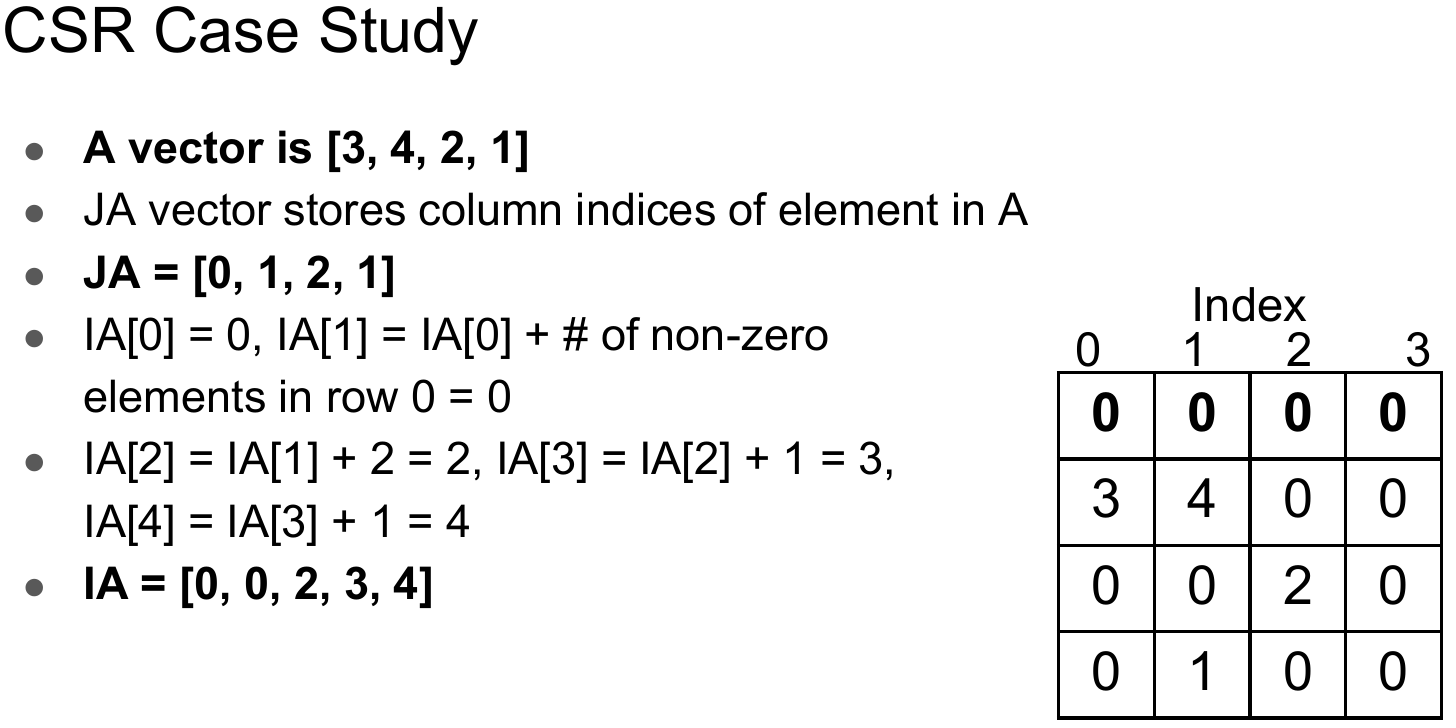 CSR Case Study
● A vector is [3, 4, 2, 1]
● JA vector stores column indices of element in A
● JA = [0, 1, 2, 1]
● IA[0] = 0, IA[1] = IA[0] + # of non-zero
elements in row 0 = 0
● IA[2] = IA[1] + 2 = 2, IA[3] = IA[2] + 1 = 3,
IA[4] = IA[3] + 1 = 4
● IA = [0, 0, 2, 3, 4]
Index
0 1 2 3
0 0 0 0
3 4 0 0
0 0 2 0
0 1 0 0